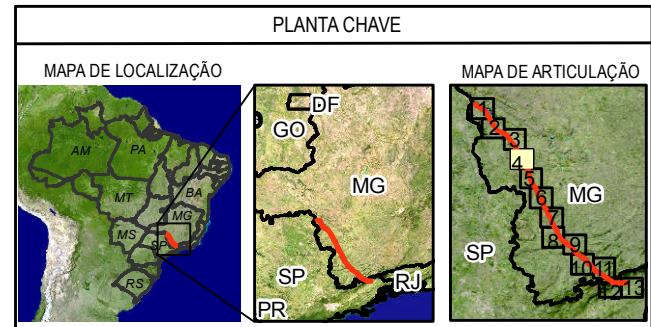 PLANTA CHAVE
MAPA DE LOCALIZAÇÃO
AM
PA
MT
BA
MG
MS
SP
RS
DF
GO
MG
SP
RJ
PR
MAPA DE ARTICULAÇÃO
1
2
3
4
5
6
7
8
9
10
11
12
13
MG
SP